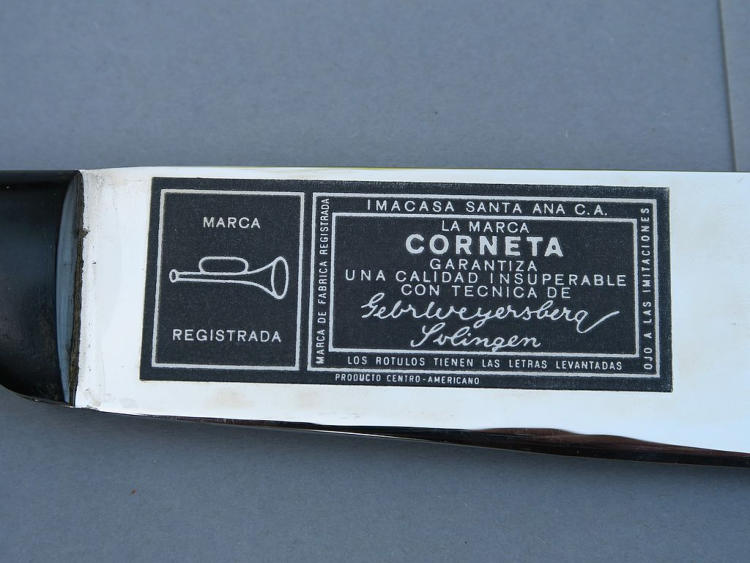 MARCA
REGISTRADA
MARCA DE FABRICA REGISTRADA
IMACASA SANTA ANA C.A.
LA MARCA
CORNETA
GARANTIZA
UNA CALIDAD INSUPERABLE
CON TECNICA DE
Gebr Weyersberg
Solingen
LOS ROTULOS TIENEN LAS LETRAS LEVANTADAS
OJO A LAS IMITACIONES
PRODUCTO CENTRO-AMERICANO